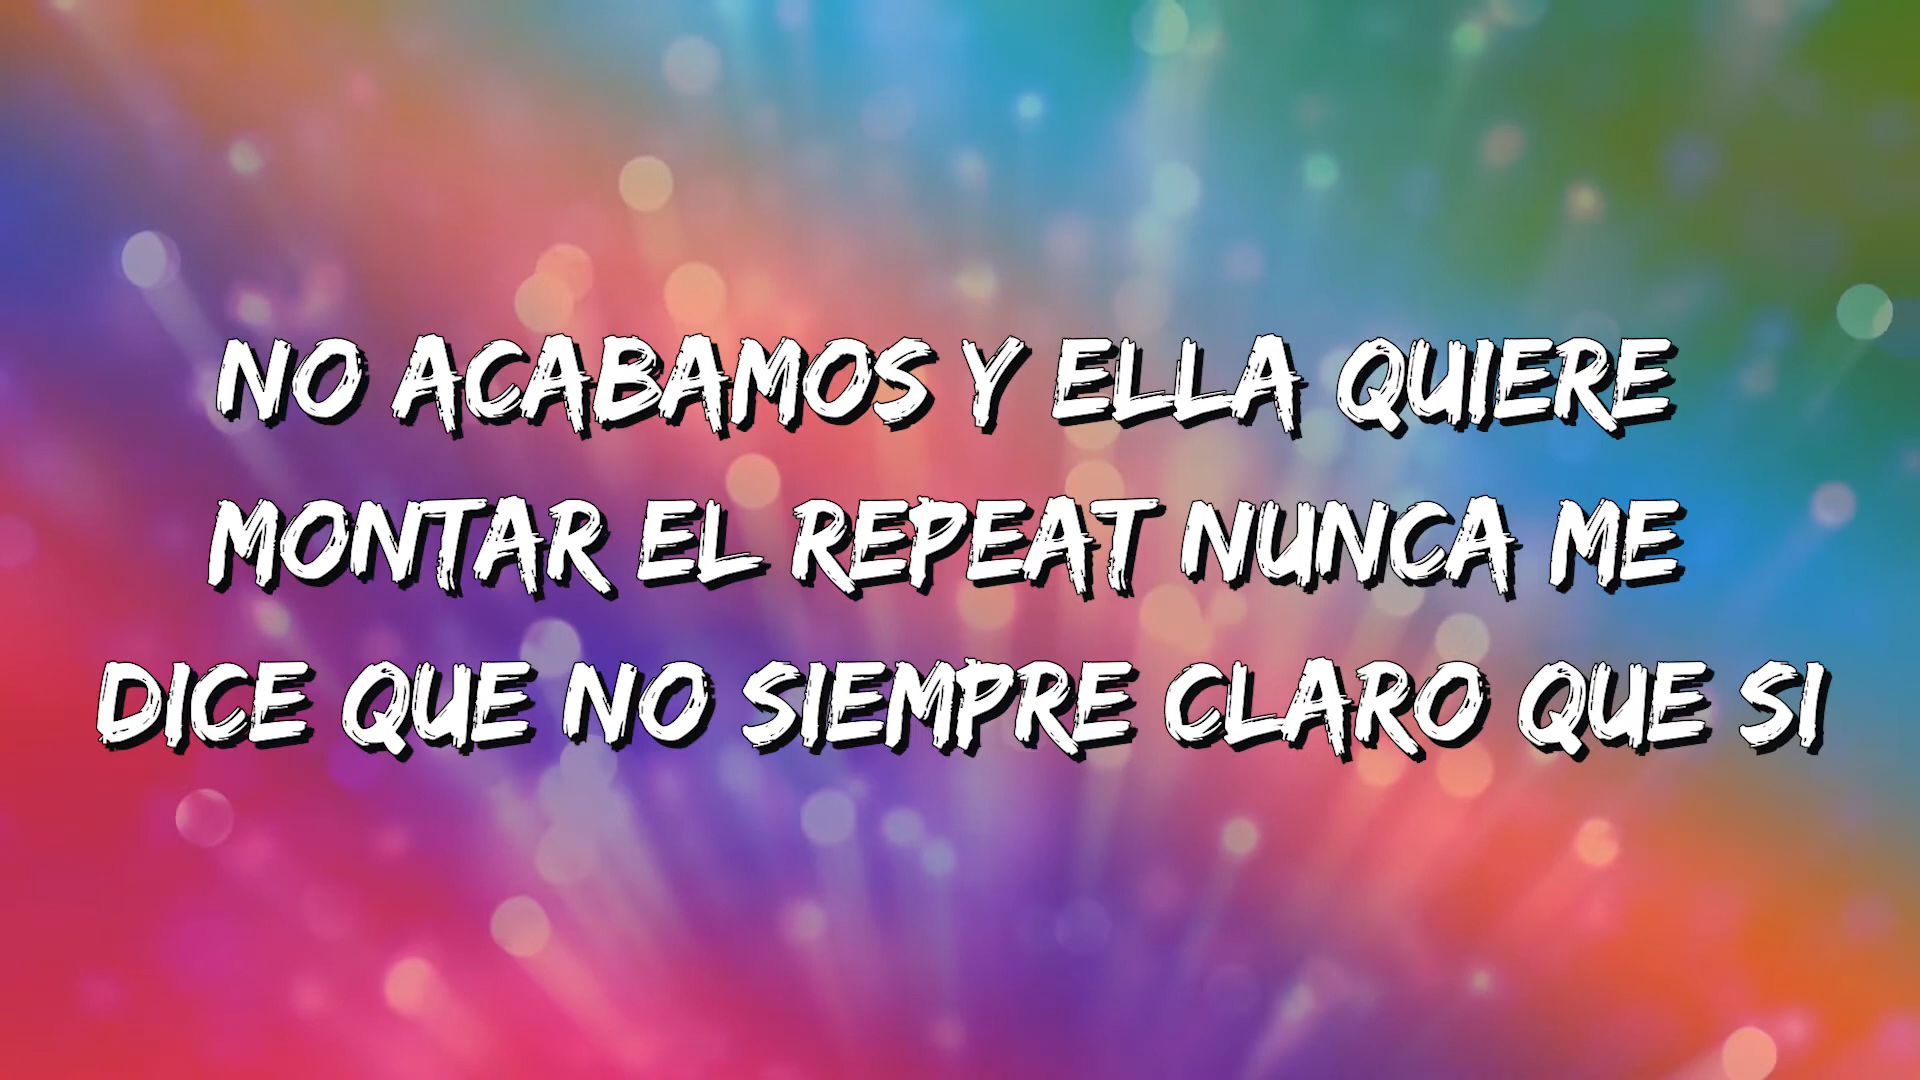 NO ACABAMOS Y ELLA QUIERE
MONTAR EL REPEAT NUNCA ME
DICE QUE NO SIEMPRE CLARO QUE SI